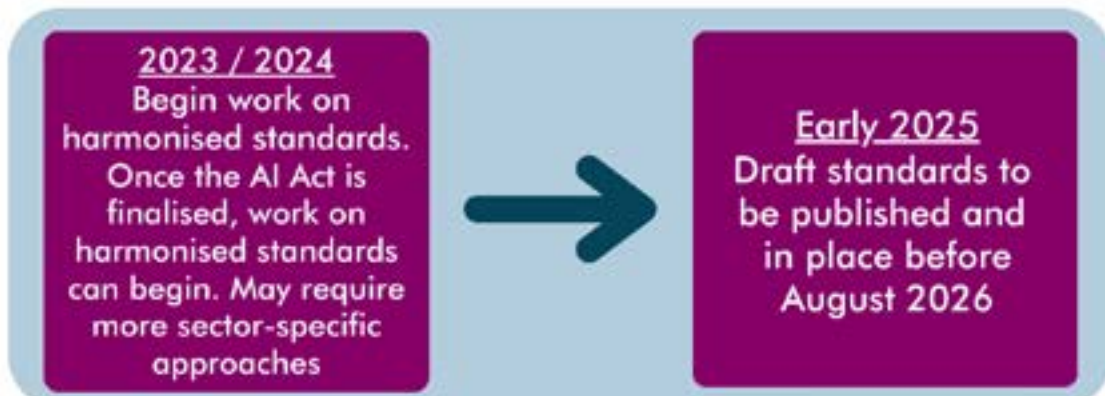 2023 / 2024
Begin work on
harmonised standards.
Once the AI Act is
finalised, work on
harmonised standards
can begin. May require
more sector-specific
approaches
Early 2025
Draft standards to
be published and
in place before
August 2026